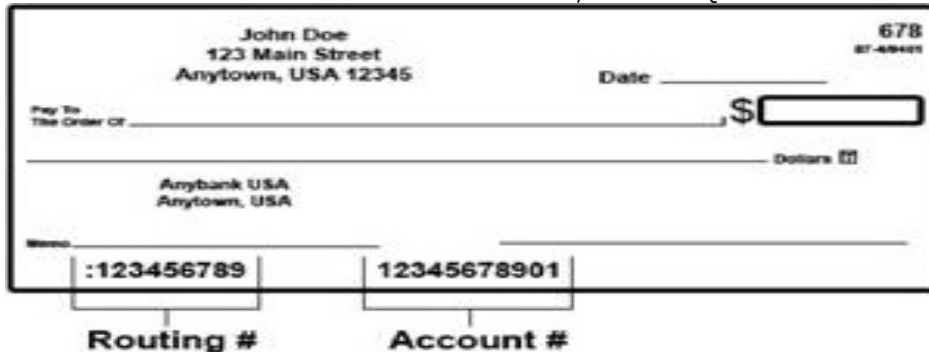 John Doe
123 Main Street
Anytown, USA 12345
678
Date
Pay To
The Order Of
$
Dollars
Anybank USA
Anytown, USA
Memo
:123456789 12345678901
Routing # Account #